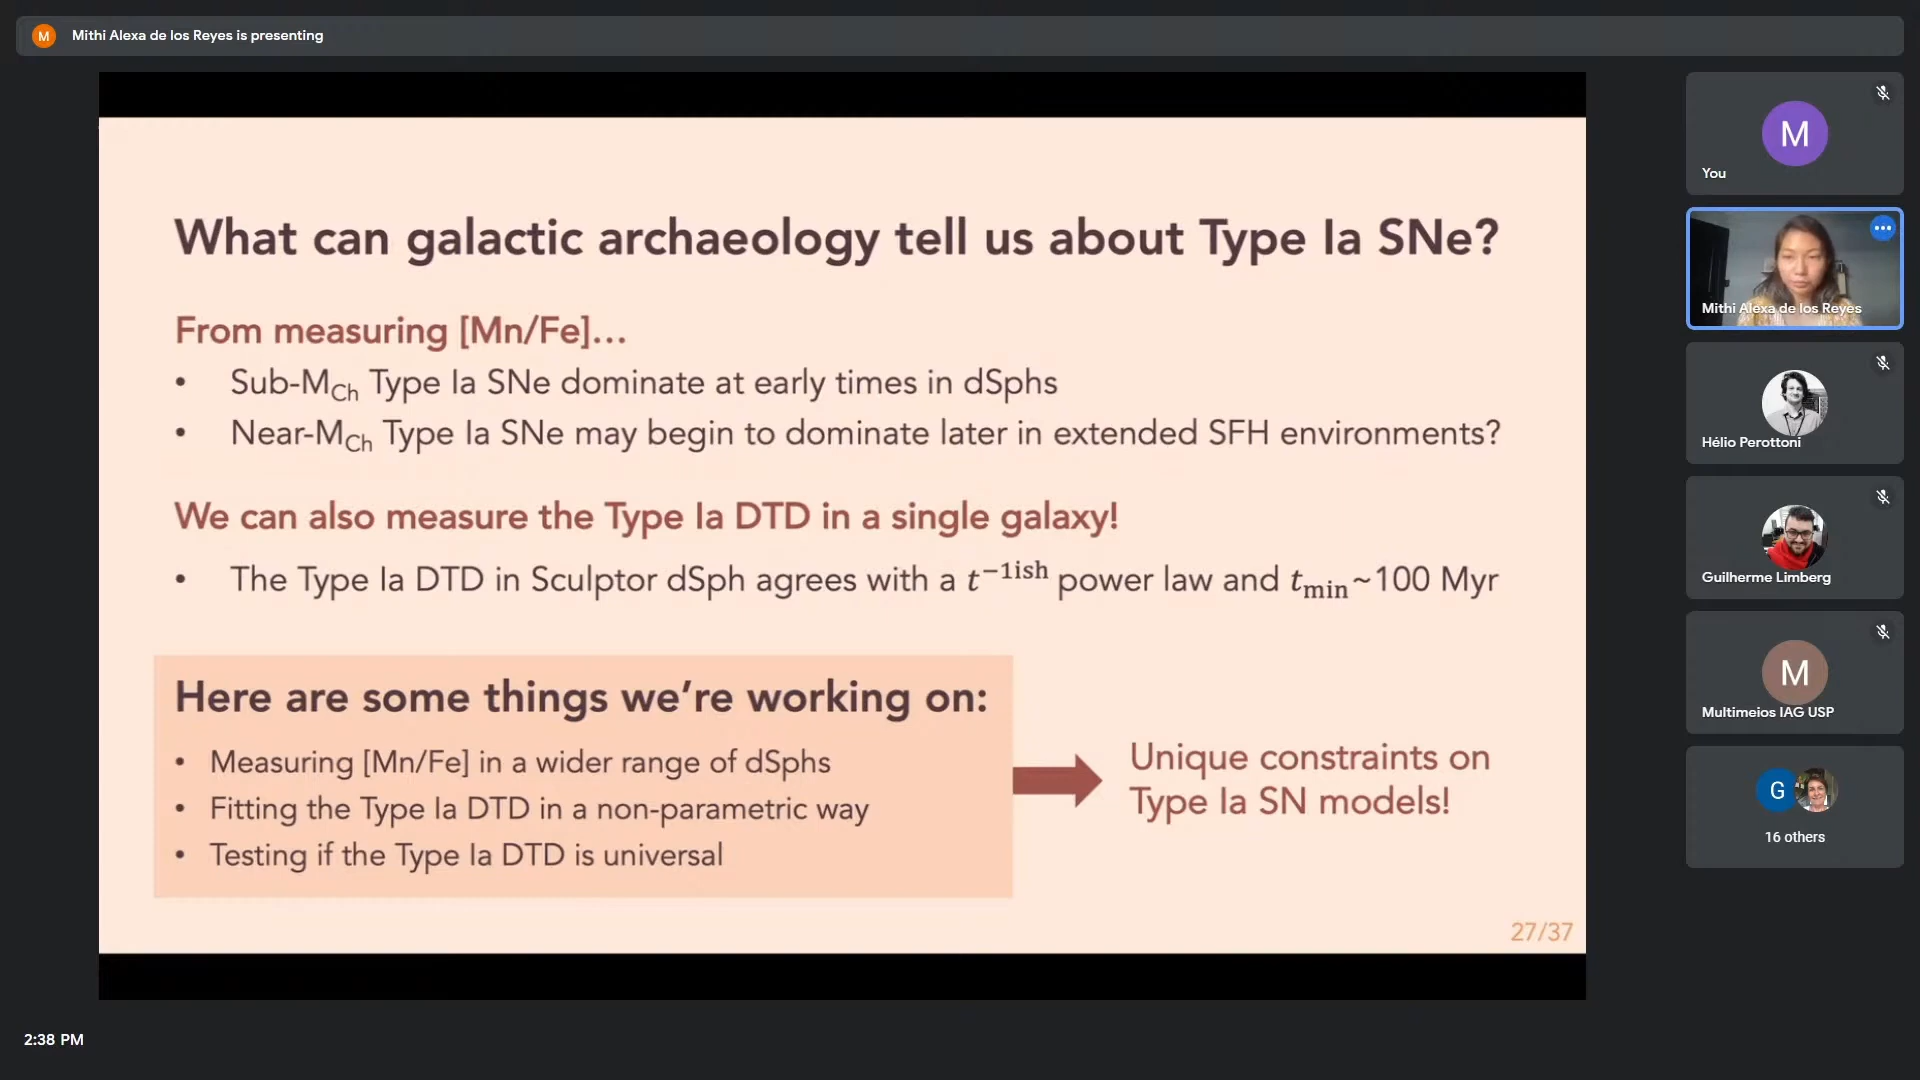 M
Mithi Alexa de los Reyes is presenting
What can galactic archaeology tell us about Type Ia SNe?
From measuring [Mn/Fe]...
• Sub-M_Ch Type Ia SNe dominate at early times in dSphs
• Near-M_Ch Type Ia SNe may begin to dominate later in extended SFH environments?
We can also measure the Type Ia DTD in a single galaxy!
• The Type Ia DTD in Sculptor dSph agrees with a t^−1ish power law and t_min~100 Myr
Here are some things we're working on:
• Measuring [Mn/Fe] in a wider range of dSphs
• Fitting the Type Ia DTD in a non-parametric way
• Testing if the Type Ia DTD is universal
Unique constraints on
Type Ia SN models!
27/37
M
You
Mithi Alexa de los Reyes
Hélio Perottoni
Guilherme Limberg
M
Multimeios IAG USP
G
16 others
2:38 PM